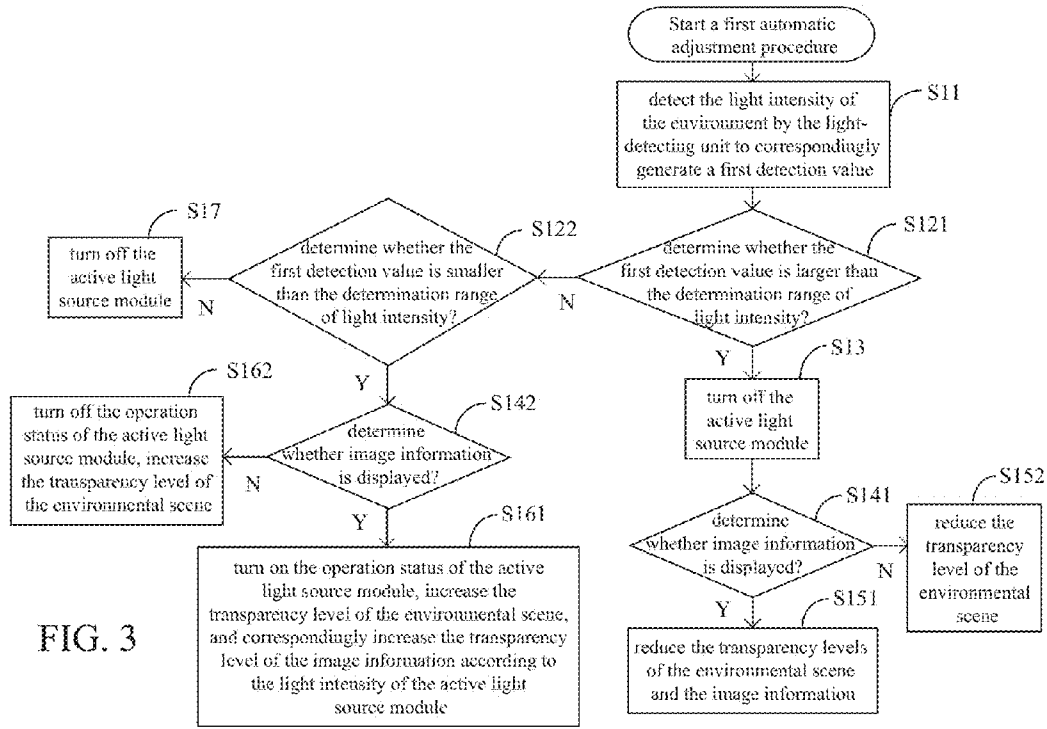 Start a first automatic
adjustment procedure
S11
detect the light intensity of
the environment by the light-
detecting unit to correspondingly
generate a first detection value
S121
determine whether the
first detection value is larger than
the determination range of
light intensity?
N
Y
S122
determine whether the
first detection value is smaller
than the determination range
of light intensity?
N
Y
S17
turn off the
active light
source module
S13
turn off the
active light
source module
S162
turn off the operation
status of the active light
source module, increase
the transparency level of
the environmental scene
S142
determine
whether image information
is displayed?
N
Y
S141
determine
whether image information
is displayed?
N
Y
S152
reduce the
transparency
level of the
environmental
scene
S161
turn on the operation status of the active
light source module, increase the
transparency level of the environmental scene,
and correspondingly increase the transparency
level of the image information according to
the light intensity of the active light
source module
S151
reduce the transparency levels
of the environmental scene
and the image information
FIG. 3